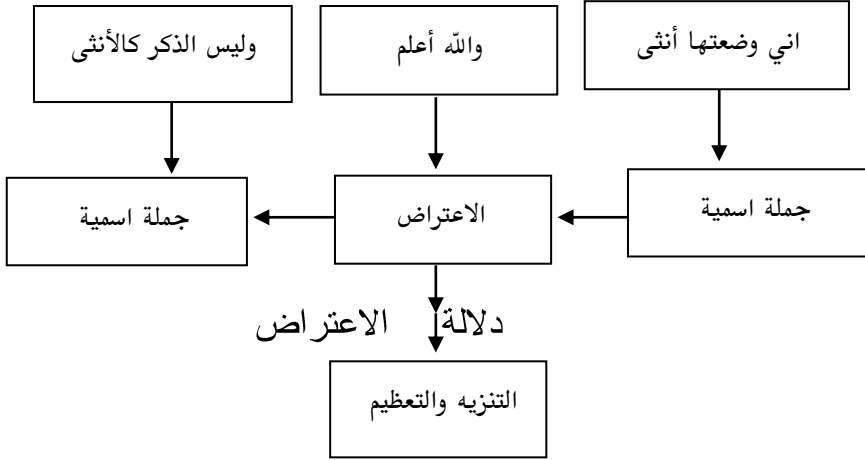 اني وضعتها أنثى
والله أعلم
وليس الذكر كالأنثى
جملة اسمية
الاعتراض
جملة اسمية
دلالة الاعتراض
التنزيه والتعظيم